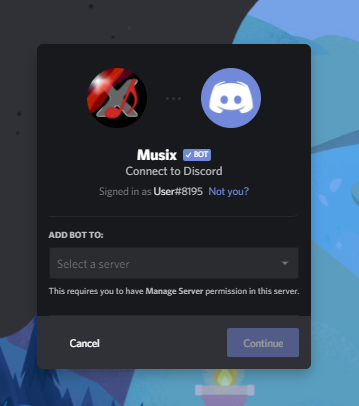 Musix ✓ BOT
Connect to Discord
Signed in as User#8195 Not you?
ADD BOT TO:
Select a server
This requires you to have Manage Server permission in this server.
Cancel
Continue